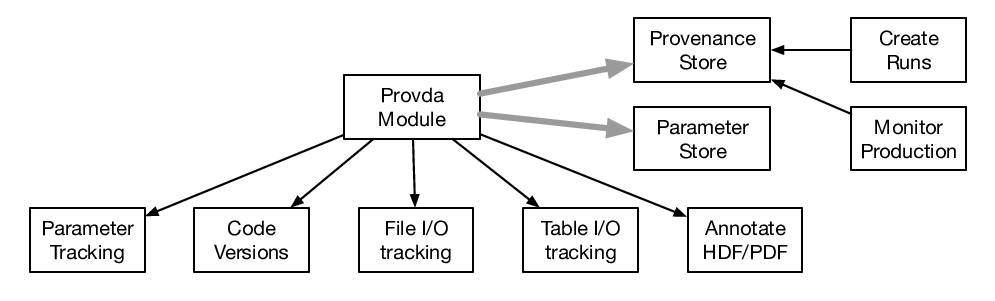 Provenance
Store
Create
Runs
Provda
Module
Parameter
Store
Monitor
Production
Parameter
Tracking
Code
Versions
File I/O
tracking
Table I/O
tracking
Annotate
HDF/PDF